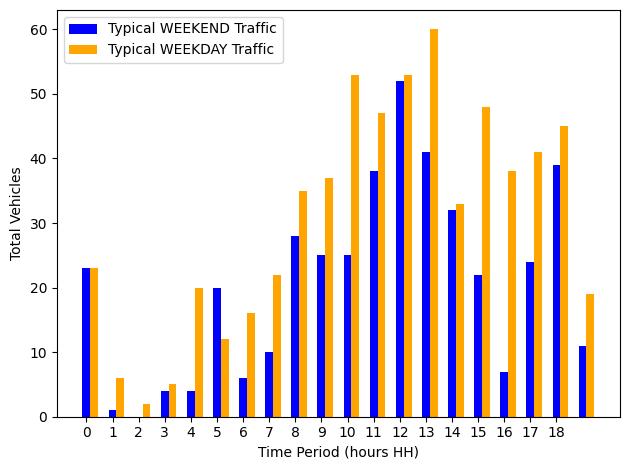 Typical WEEKEND Traffic
Typical WEEKDAY Traffic
Total Vehicles
60
50
40
30
20
10
0
0 1 2 3 4 5 6 7 8 9 10 11 12 13 14 15 16 17 18
Time Period (hours HH)